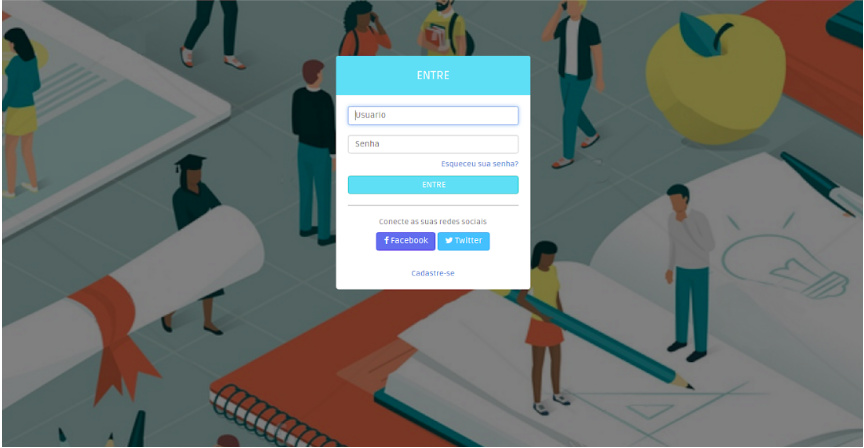 ENTRE
Usuario
Senha
Esqueceu sua senha?
ENTRE
Conecte as suas redes sociais
Facebook Twitter
Cadastre-se